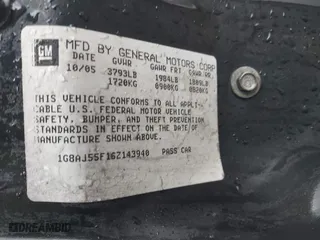 GM
MFD BY GENERAL MOTORS CORP
DATE GVWR GAWR FRT GAWR RR
10/05 3793LB 1984LB 1809LB
1720KG 0900KG 0820KG
THIS VEHICLE CONFORMS TO ALL APPLI-
CABLE U.S. FEDERAL MOTOR VEHICLE
SAFETY, BUMPER, AND THEFT PREVENTION
STANDARDS IN EFFECT ON THE DATE OF
MANUFACTURE SHOWN ABOVE.
1G8AJ55F16Z143940 PASS CAR
© DREAMBID